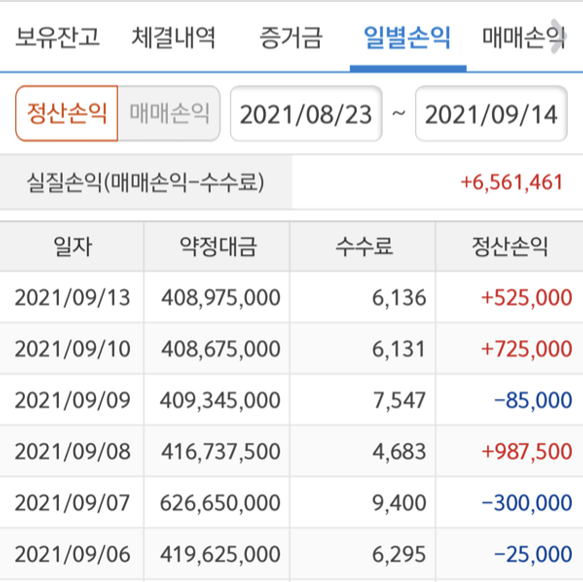 보유잔고 체결내역 증거금 일별손익 매매손익
정산손익 매매손익 2021/08/23 ~ 2021/09/14
실질손익(매매손익-수수료) +6,561,461
일자 약정대금 수수료 정산손익
2021/09/13 408,975,000 6,136 +525,000
2021/09/10 408,675,000 6,131 +725,000
2021/09/09 409,345,000 7,547 -85,000
2021/09/08 416,737,500 4,683 +987,500
2021/09/07 626,650,000 9,400 -300,000
2021/09/06 419,625,000 6,295 -25,000